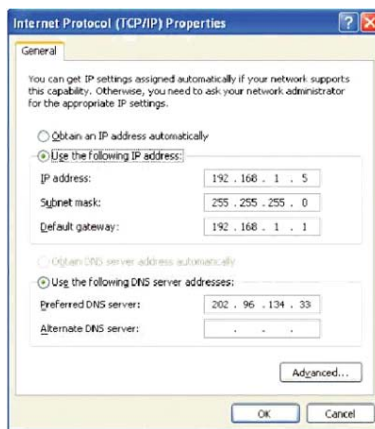 Internet Protocol (TCP/IP) Properties
General
You can get IP settings assigned automatically if your network supports
this capability. Otherwise, you need to ask your network administrator
for the appropriate IP settings.
Obtain an IP address automatically
Use the following IP address:
IP address: 192 . 168 . 1 . 5
Subnet mask: 255 . 255 . 255 . 0
Default gateway: 192 . 168 . 1 . 1
Obtain DNS server address automatically
Use the following DNS server addresses:
Preferred DNS server: 202 . 96 . 134 . 33
Alternate DNS server: . . .
Advanced...
OK Cancel